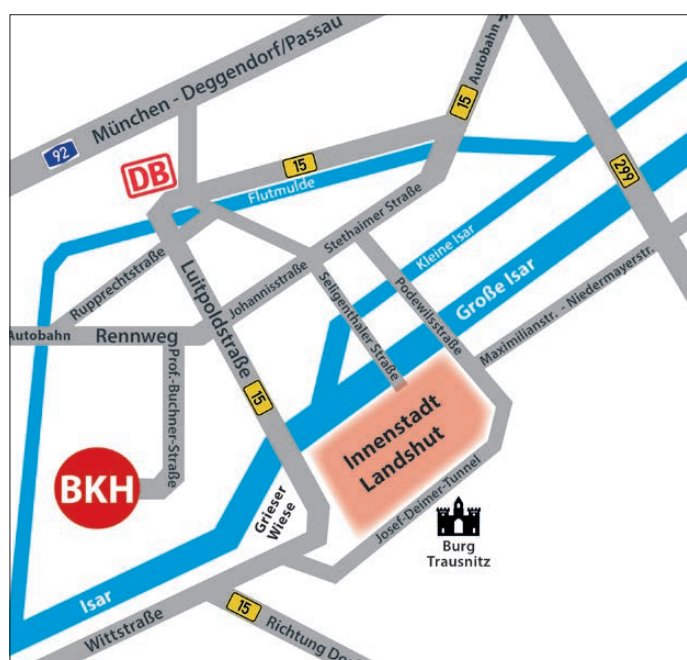 München - Deggendorf/Passau
92
Autobahn
15
DB
15
Flutmulde
299
Stethaimer Straße
Kleine Isar
Rupprechtstraße
Luitpoldstraße
Johannisstraße
Seligenthaler Straße
Podewilsstraße
Große Isar
Maximilianstr. - Niedermayerstr.
Autobahn
Rennweg
Prof.-Buchner-Straße
15
Innenstadt
Landshut
BKH
Grieser
Wiese
Josef-Deimer-Tunnel
Burg
Trausnitz
Isar
Wittstraße
15
Richtung